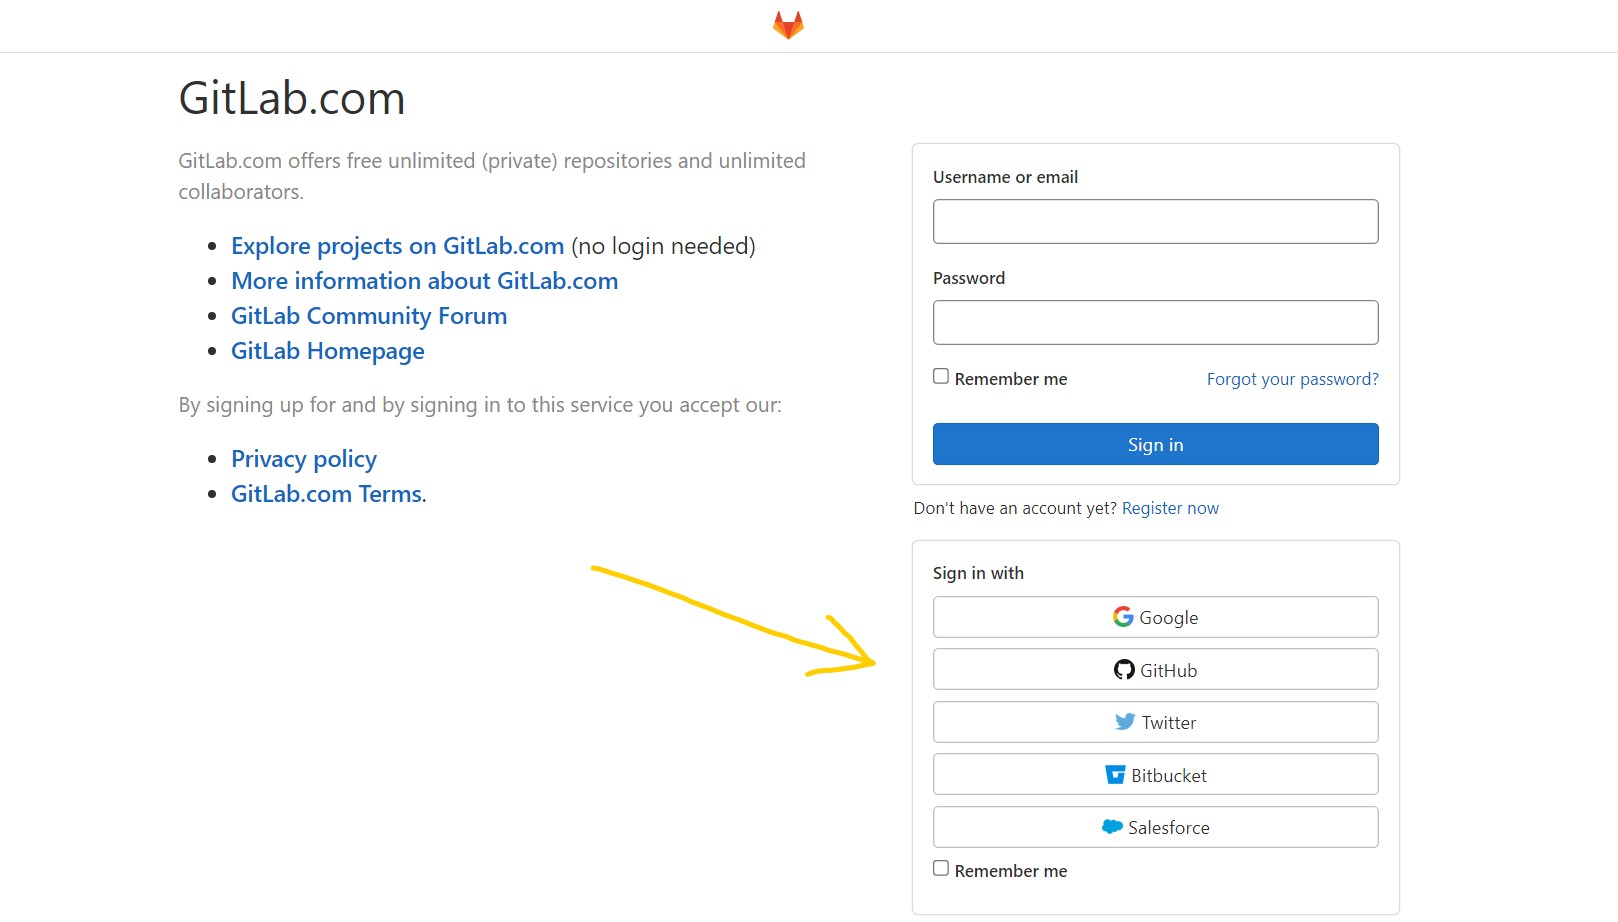 GitLab.com
GitLab.com offers free unlimited (private) repositories and unlimited
collaborators.
Explore projects on GitLab.com (no login needed)
More information about GitLab.com
GitLab Community Forum
GitLab Homepage
By signing up for and by signing in to this service you accept our:
Privacy policy
GitLab.com Terms.
Username or email
Password
Remember me
Forgot your password?
Sign in
Don't have an account yet? Register now
Sign in with
Google
GitHub
Twitter
Bitbucket
Salesforce
Remember me